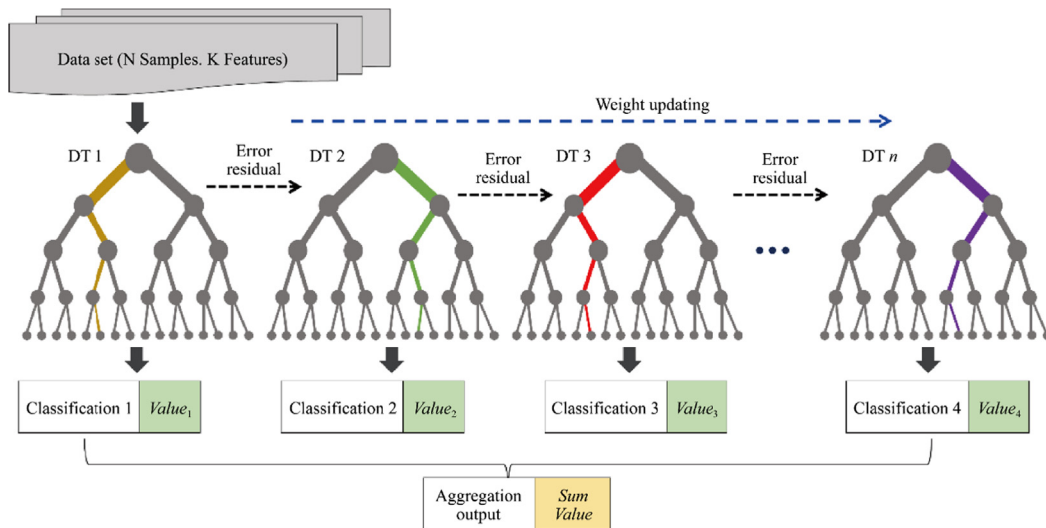 Data set (N Samples. K Features)
Weight updating
DT 1
Error
residual
DT 2
Error
residual
DT 3
Error
residual
DT n
...
Classification 1 Value₁
Classification 2 Value₂
Classification 3 Value₃
Classification 4 Value₄
Aggregation
output
Sum
Value